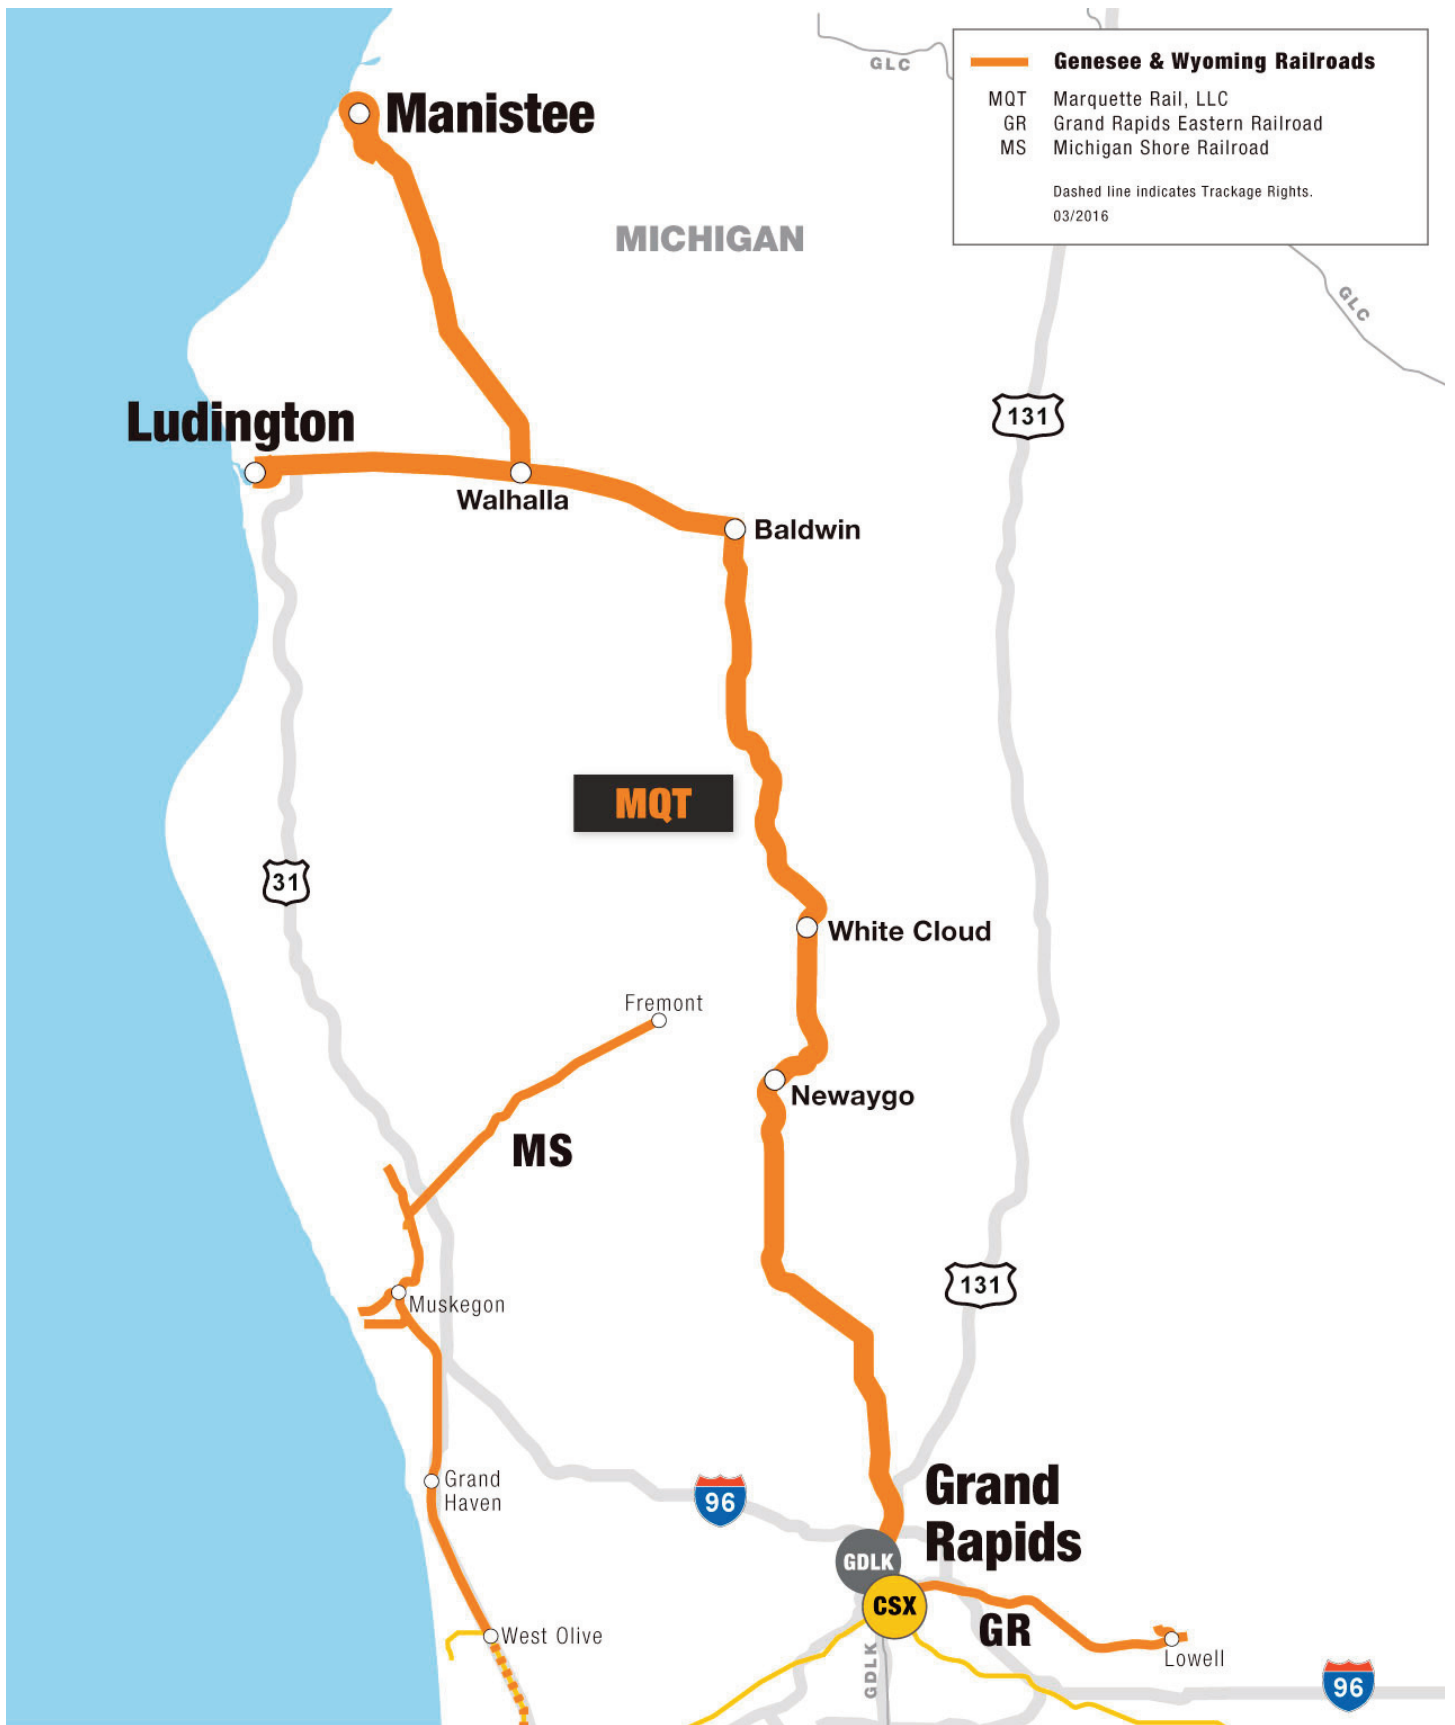 GLC
Genesee & Wyoming Railroads
MQT Marquette Rail, LLC
GR Grand Rapids Eastern Railroad
MS Michigan Shore Railroad
Dashed line indicates Trackage Rights.
03/2016
Manistee
MICHIGAN
GLC
131
Ludington
Walhalla
Baldwin
MQT
31
White Cloud
Fremont
Newaygo
MS
131
Muskegon
Grand
Haven
96
Grand
Rapids
GDLK
CSX
GR
West Olive
GDLK
Lowell
96